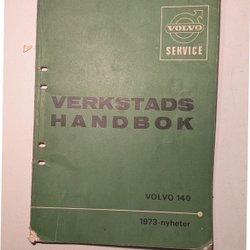 VOLVO
SERVICE
VERKSTADS
HANDBOK
VOLVO 140
1973-nyheter